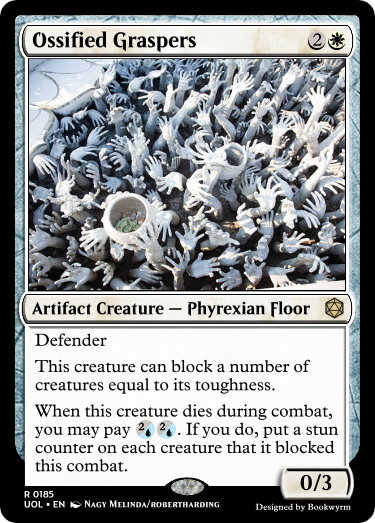 Ossified Graspers 2
Artifact Creature — Phyrexian Floor
Defender
This creature can block a number of
creatures equal to its toughness.
When this creature dies during combat,
you may pay 2 2. If you do, put a stun
counter on each creature that it blocked
this combat.
0/3
R 0185
UOL • EN Nagy Melinda/robertharding
Designed by Bookwyrm